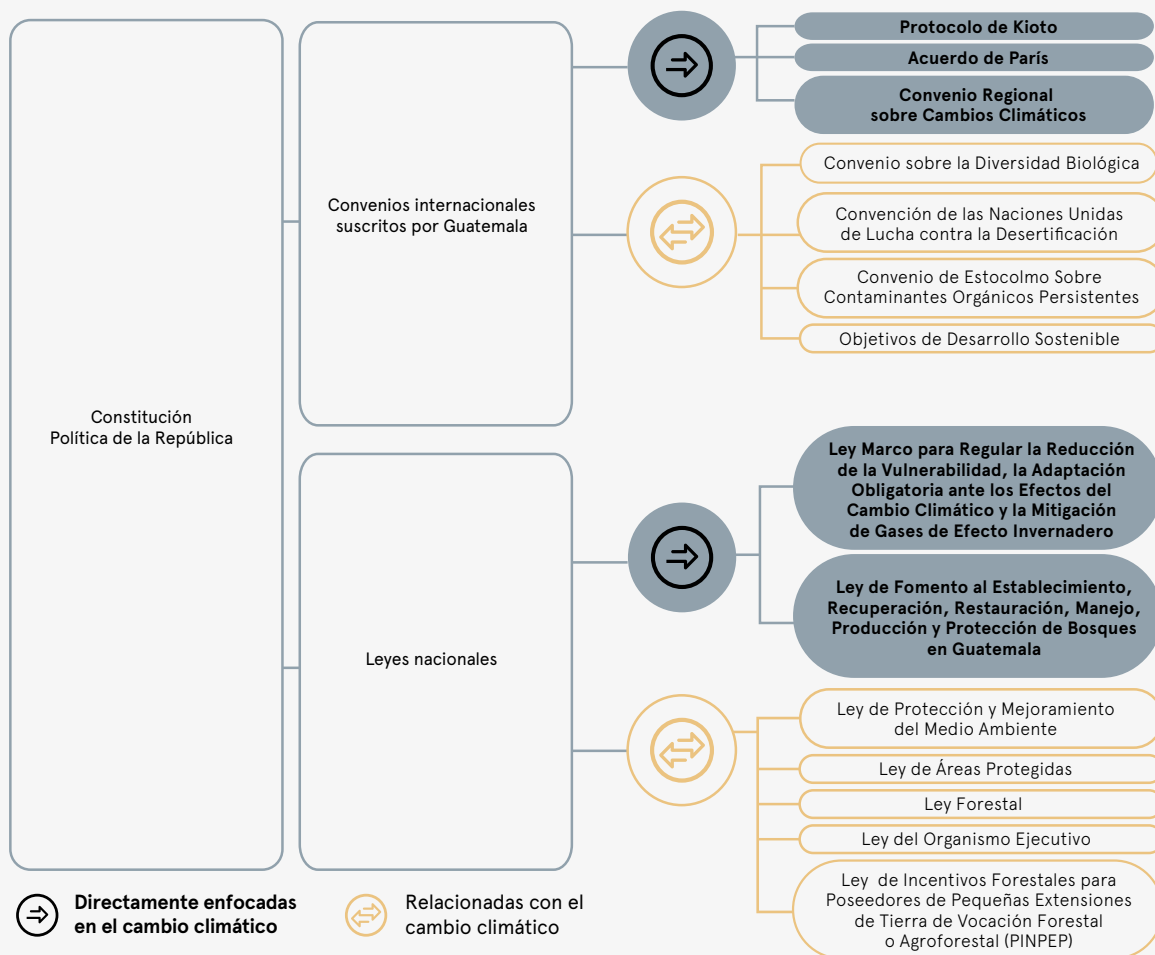 Constitución
Política de la República
Convenios internacionales
suscritos por Guatemala
Protocolo de Kioto
Acuerdo de París
Convenio Regional
sobre Cambios Climáticos
Convenio sobre la Diversidad Biológica
Convención de las Naciones Unidas
de Lucha contra la Desertificación
Convenio de Estocolmo Sobre
Contaminantes Orgánicos Persistentes
Objetivos de Desarrollo Sostenible
Leyes nacionales
Ley Marco para Regular la Reducción
de la Vulnerabilidad, la Adaptación
Obligatoria ante los Efectos del
Cambio Climático y la Mitigación
de Gases de Efecto Invernadero
Ley de Fomento al Establecimiento,
Recuperación, Restauración, Manejo,
Producción y Protección de Bosques
en Guatemala
Ley de Protección y Mejoramiento
del Medio Ambiente
Ley de Áreas Protegidas
Ley Forestal
Ley del Organismo Ejecutivo
Ley de Incentivos Forestales para
Poseedores de Pequeñas Extensiones
de Tierra de Vocación Forestal
o Agroforestal (PINPEP)
Directamente enfocadas
en el cambio climático
Relacionadas con el
cambio climático